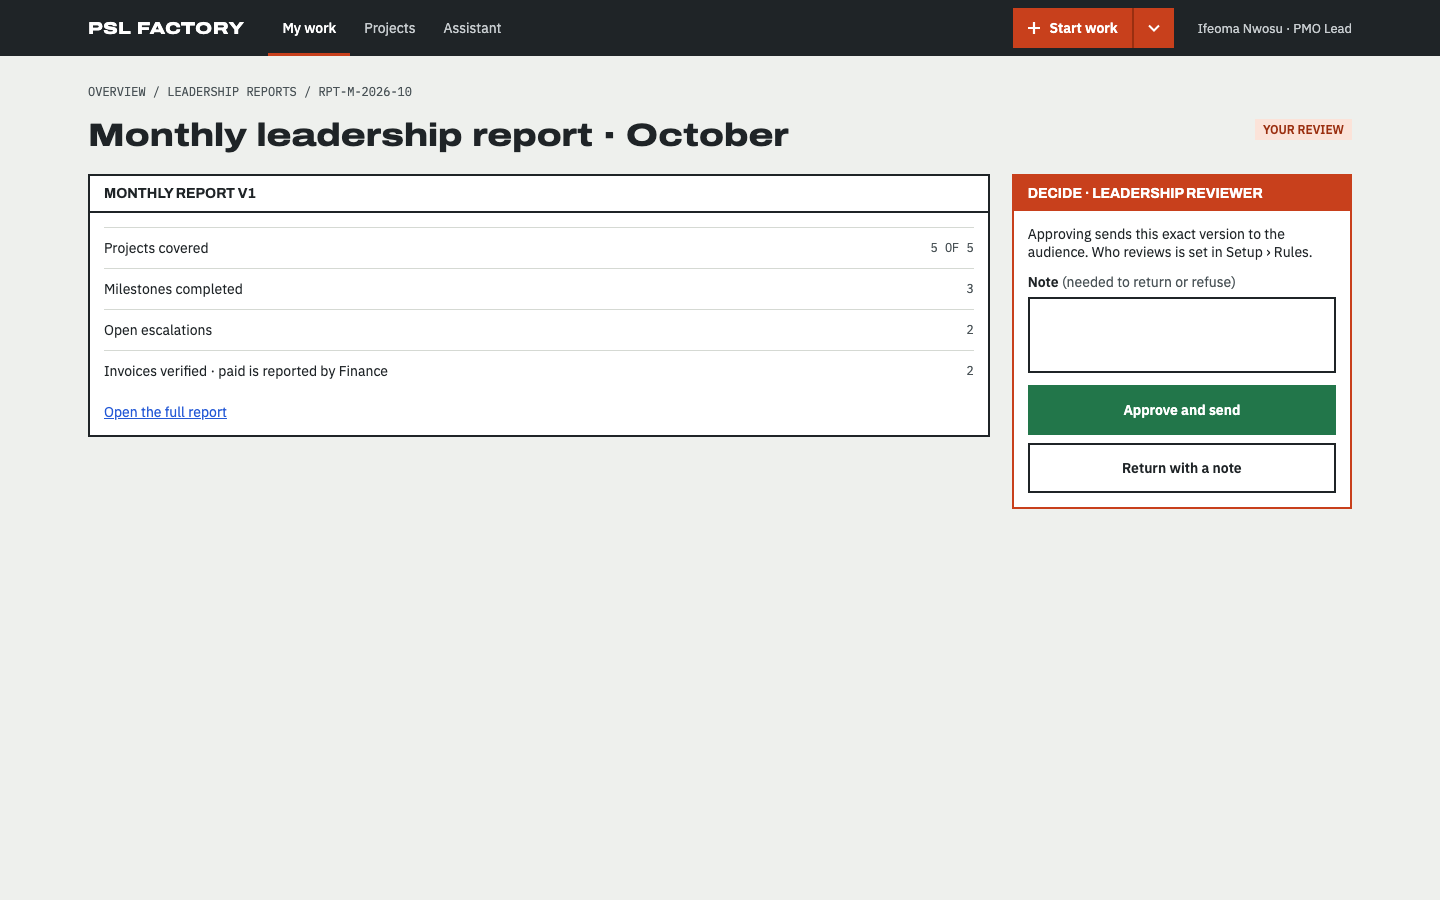 PSL FACTORY
My work
Projects
Assistant
Start work
Ifeoma Nwosu · PMO Lead
OVERVIEW / LEADERSHIP REPORTS / RPT-M-2026-10
Monthly leadership report · October
YOUR REVIEW
MONTHLY REPORT V1
Projects covered 5 OF 5
Milestones completed 3
Open escalations 2
Invoices verified · paid is reported by Finance 2
Open the full report
DECIDE · LEADERSHIP REVIEWER
Approving sends this exact version to the
audience. Who reviews is set in Setup › Rules.
Note (needed to return or refuse)
Approve and send
Return with a note